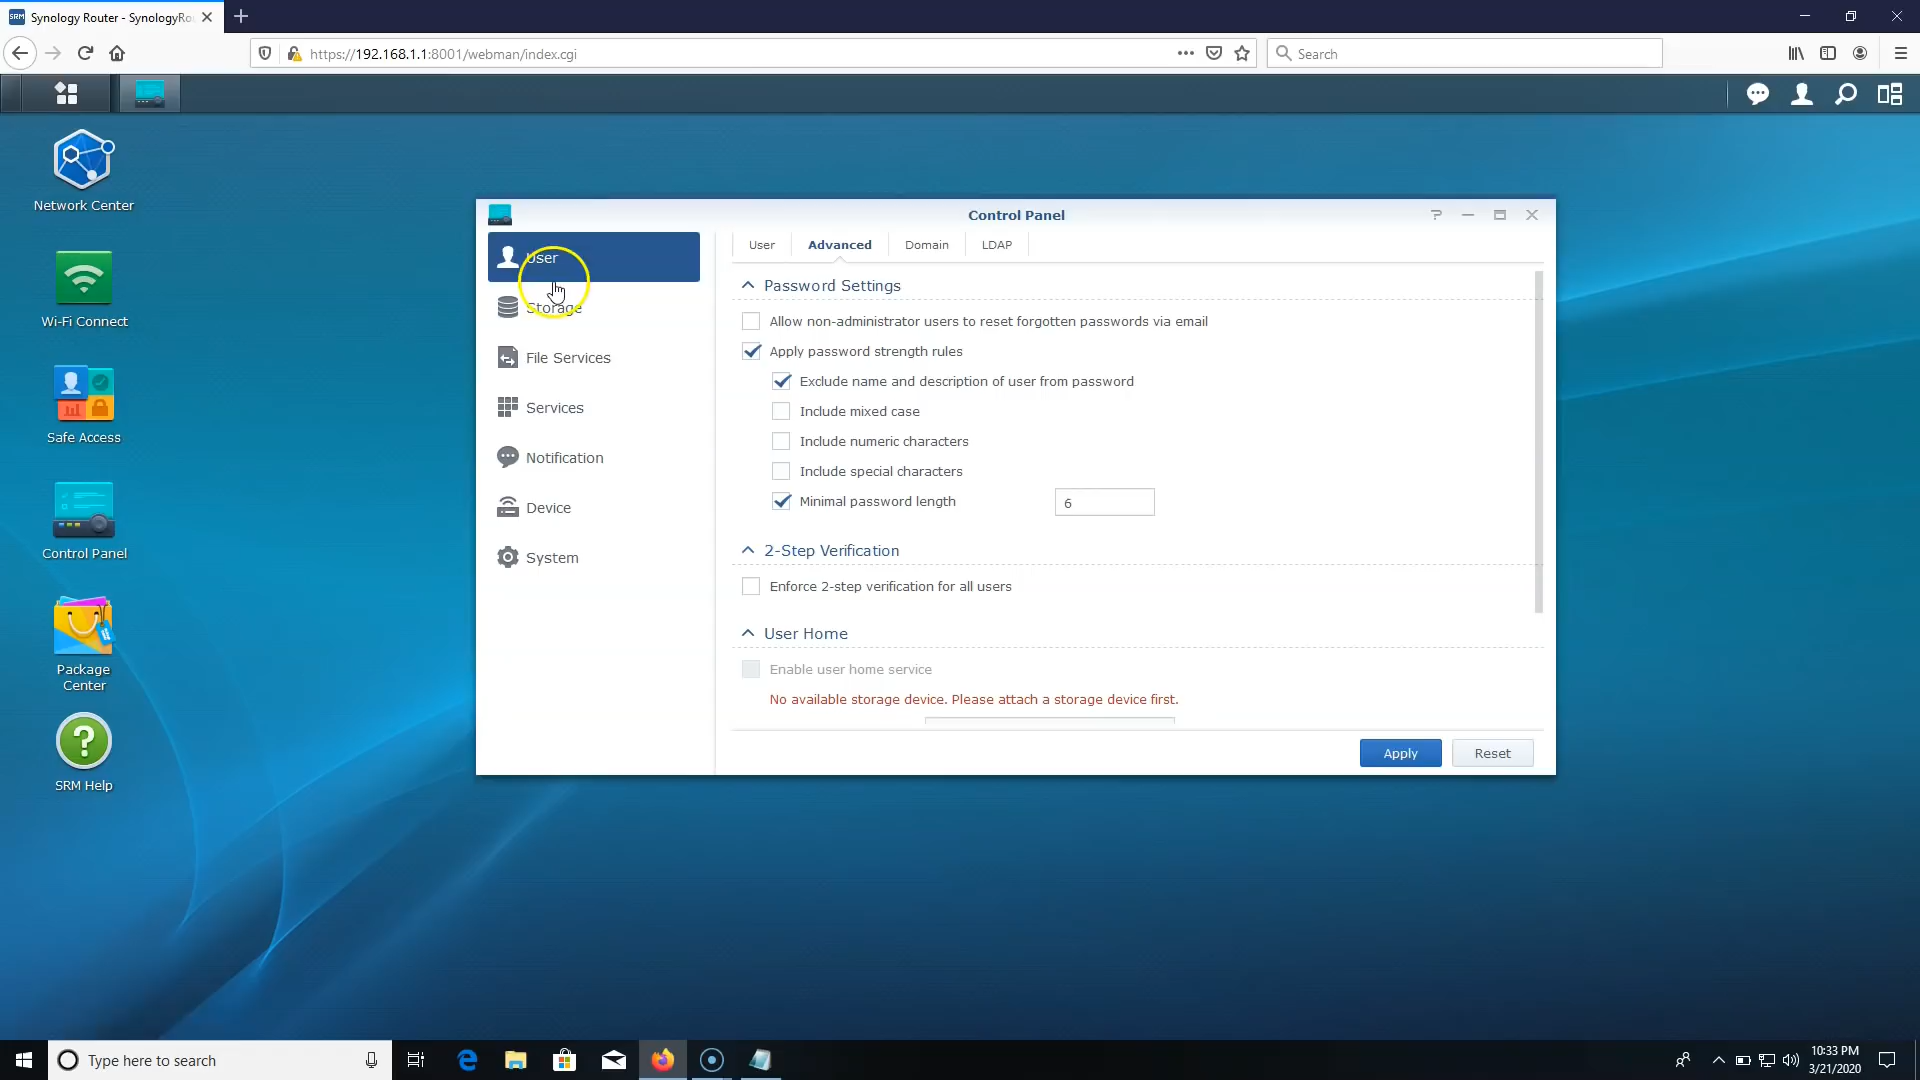 SRM
Synology Router - SynologyRo
https://192.168.1.1:8001/webman/index.cgi
Search
Network Center
Wi-Fi Connect
Safe Access
Control Panel
Package
Center
SRM Help
Control Panel
User
Storage
File Services
Services
Notification
Device
System
User
Advanced
Domain
LDAP
Password Settings
Allow non-administrator users to reset forgotten passwords via email
Apply password strength rules
Exclude name and description of user from password
Include mixed case
Include numeric characters
Include special characters
Minimal password length
6
2-Step Verification
Enforce 2-step verification for all users
User Home
Enable user home service
No available storage device. Please attach a storage device first.
Apply
Reset
Type here to search
10:33 PM
3/21/2020